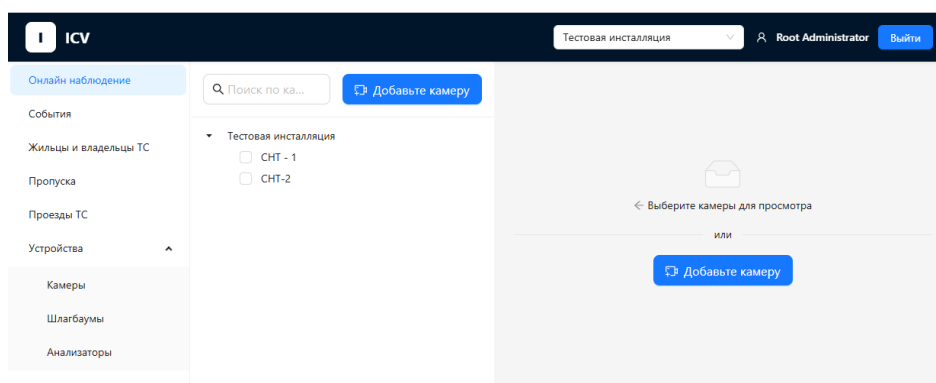 I ICV
Тестовая инсталляция
Root Administrator
Выйти
Онлайн наблюдение
События
Жильцы и владельцы ТС
Пропуска
Проезды ТС
Устройства
Камеры
Шлагбаумы
Анализаторы
Поиск по ка...
Добавьте камеру
Тестовая инсталляция
СНТ - 1
СНТ-2
Выберите камеры для просмотра
или
Добавьте камеру